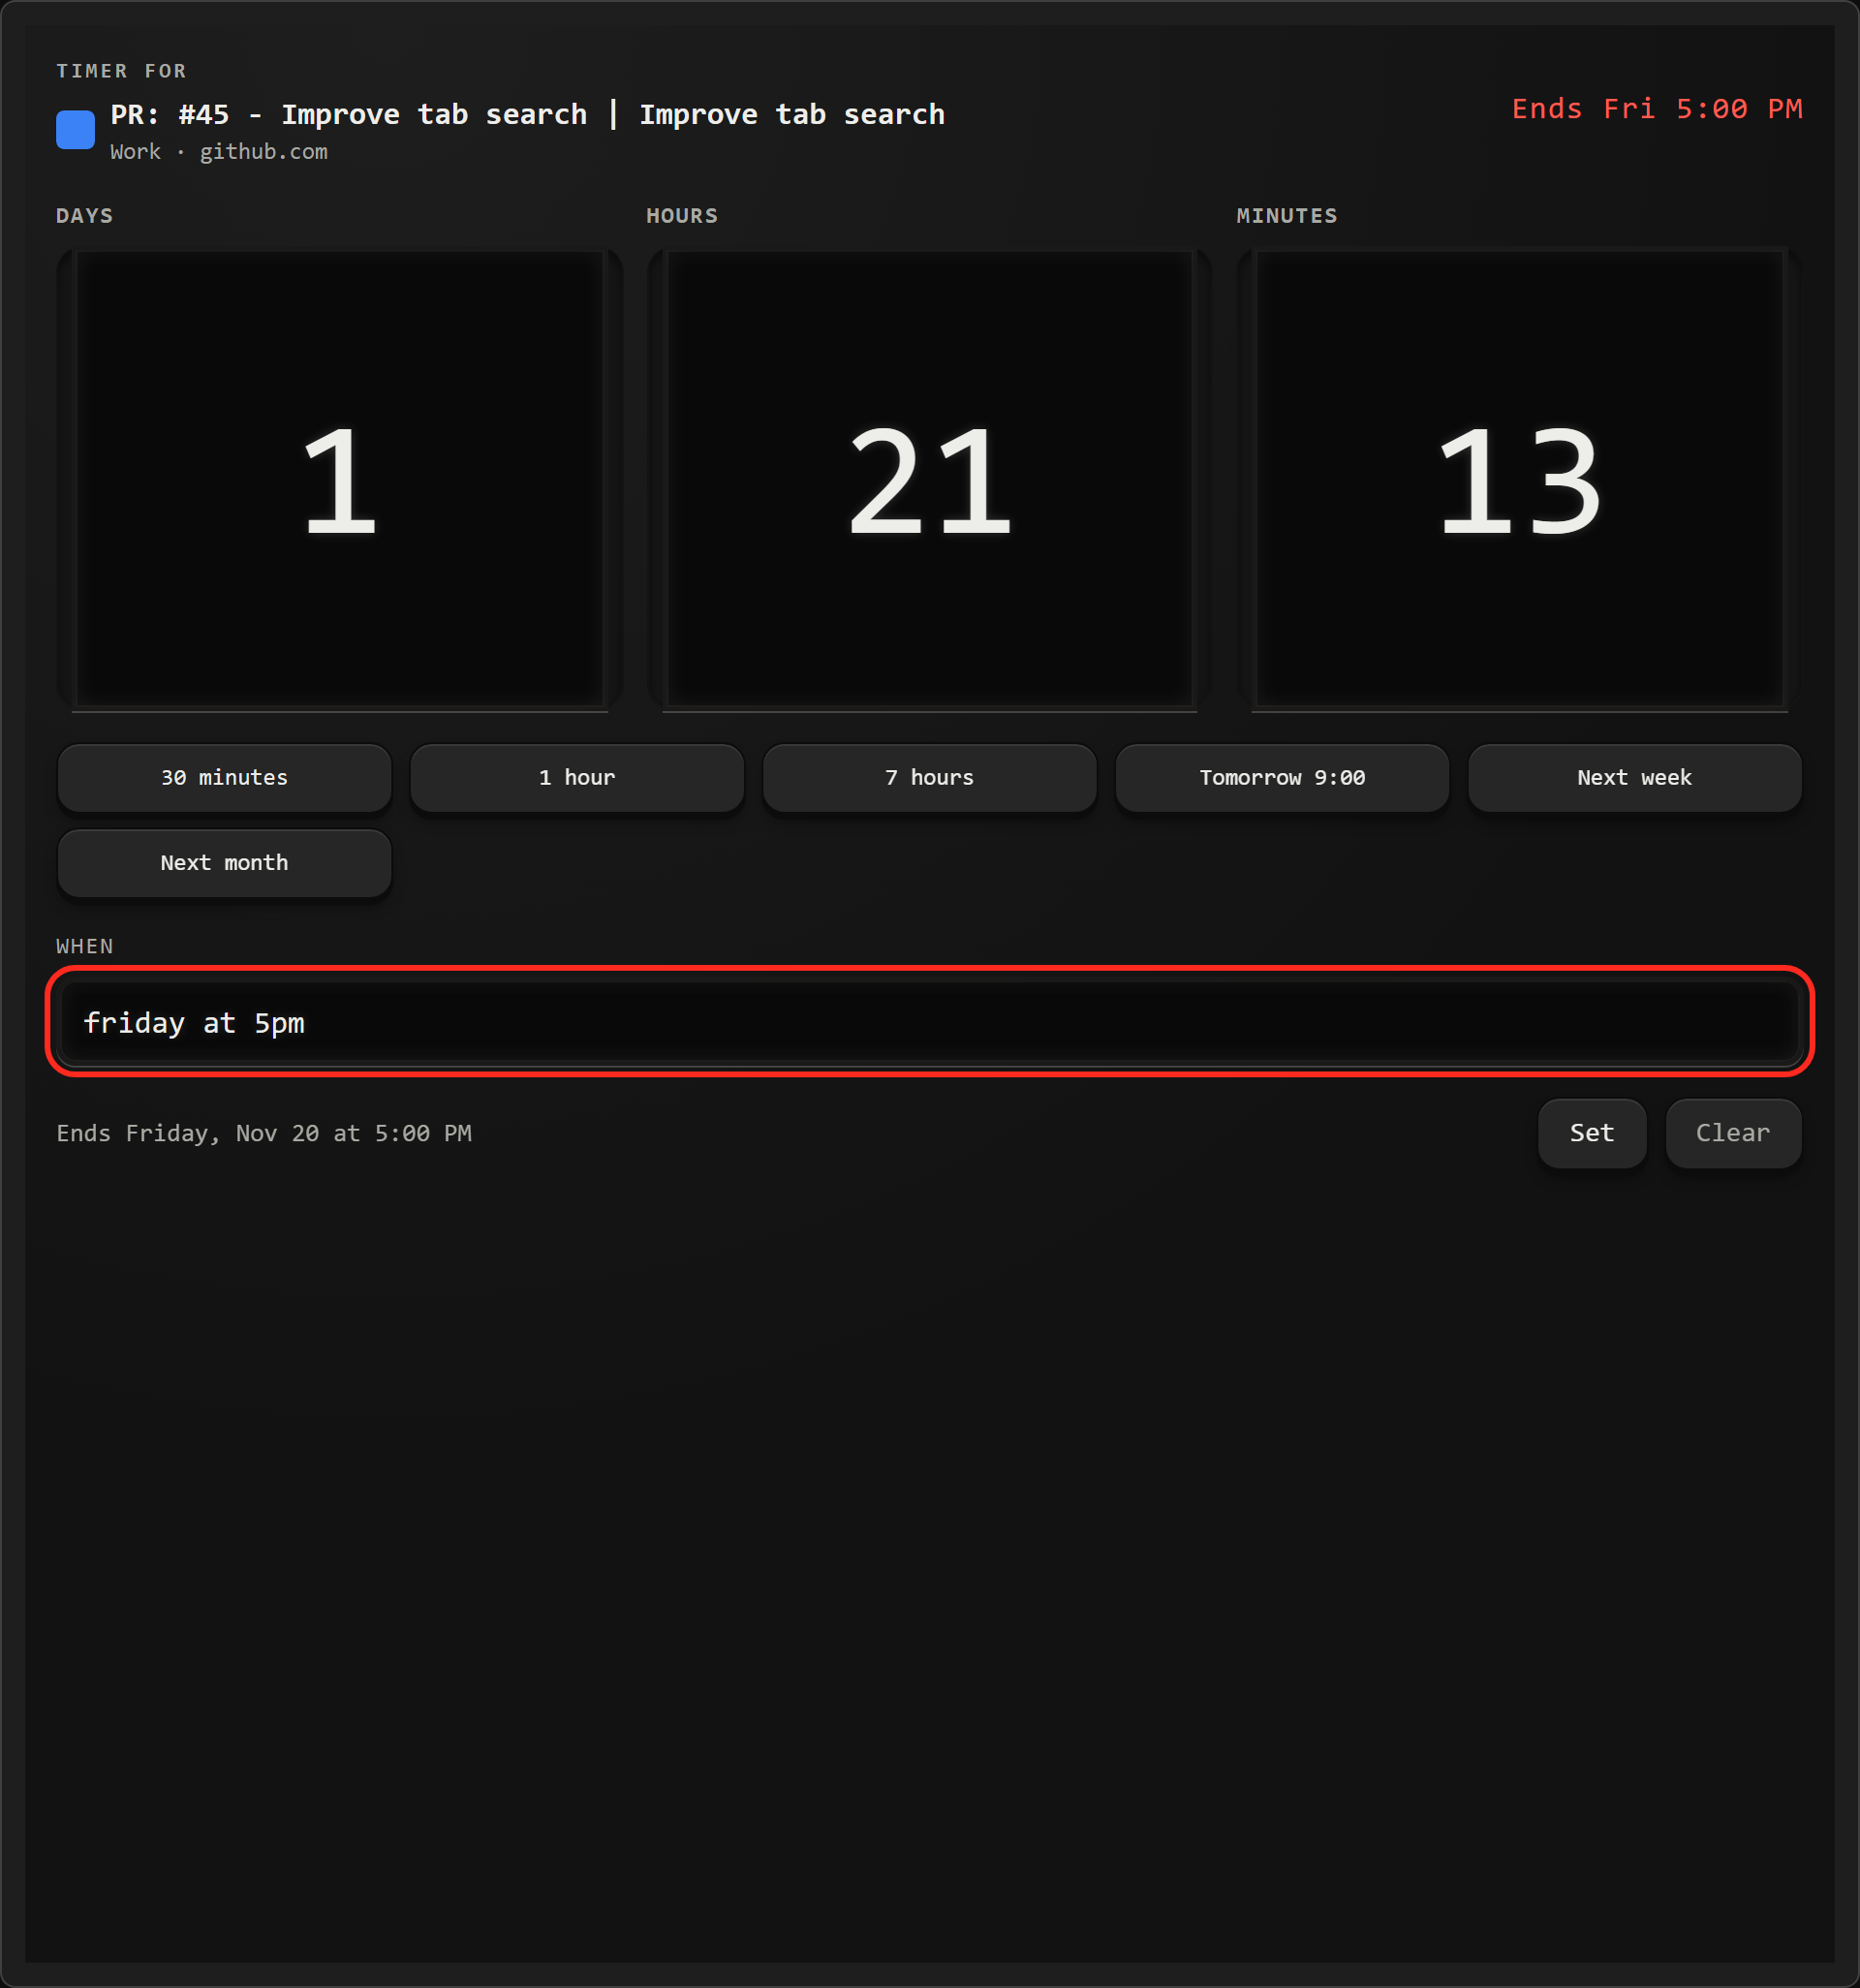 TIMER FOR
PR: #45 - Improve tab search | Improve tab search
Work · github.com
Ends Fri 5:00 PM
DAYS
HOURS
MINUTES
1
21
13
30 minutes
1 hour
7 hours
Tomorrow 9:00
Next week
Next month
WHEN
friday at 5pm
Ends Friday, Nov 20 at 5:00 PM
Set
Clear